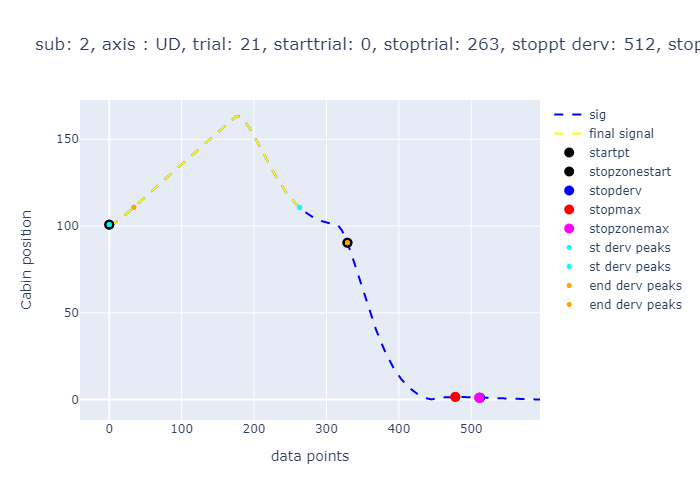 sub: 2, axis : UD, trial: 21, starttrial: 0, stoptrial: 263, stoppt derv: 512, stop
150
100
50
0
Cabin position
0 100 200 300 400 500
data points
sig
final signal
startpt
stopzonestart
stopderv
stopmax
stopzonemax
st derv peaks
st derv peaks
end derv peaks
end derv peaks